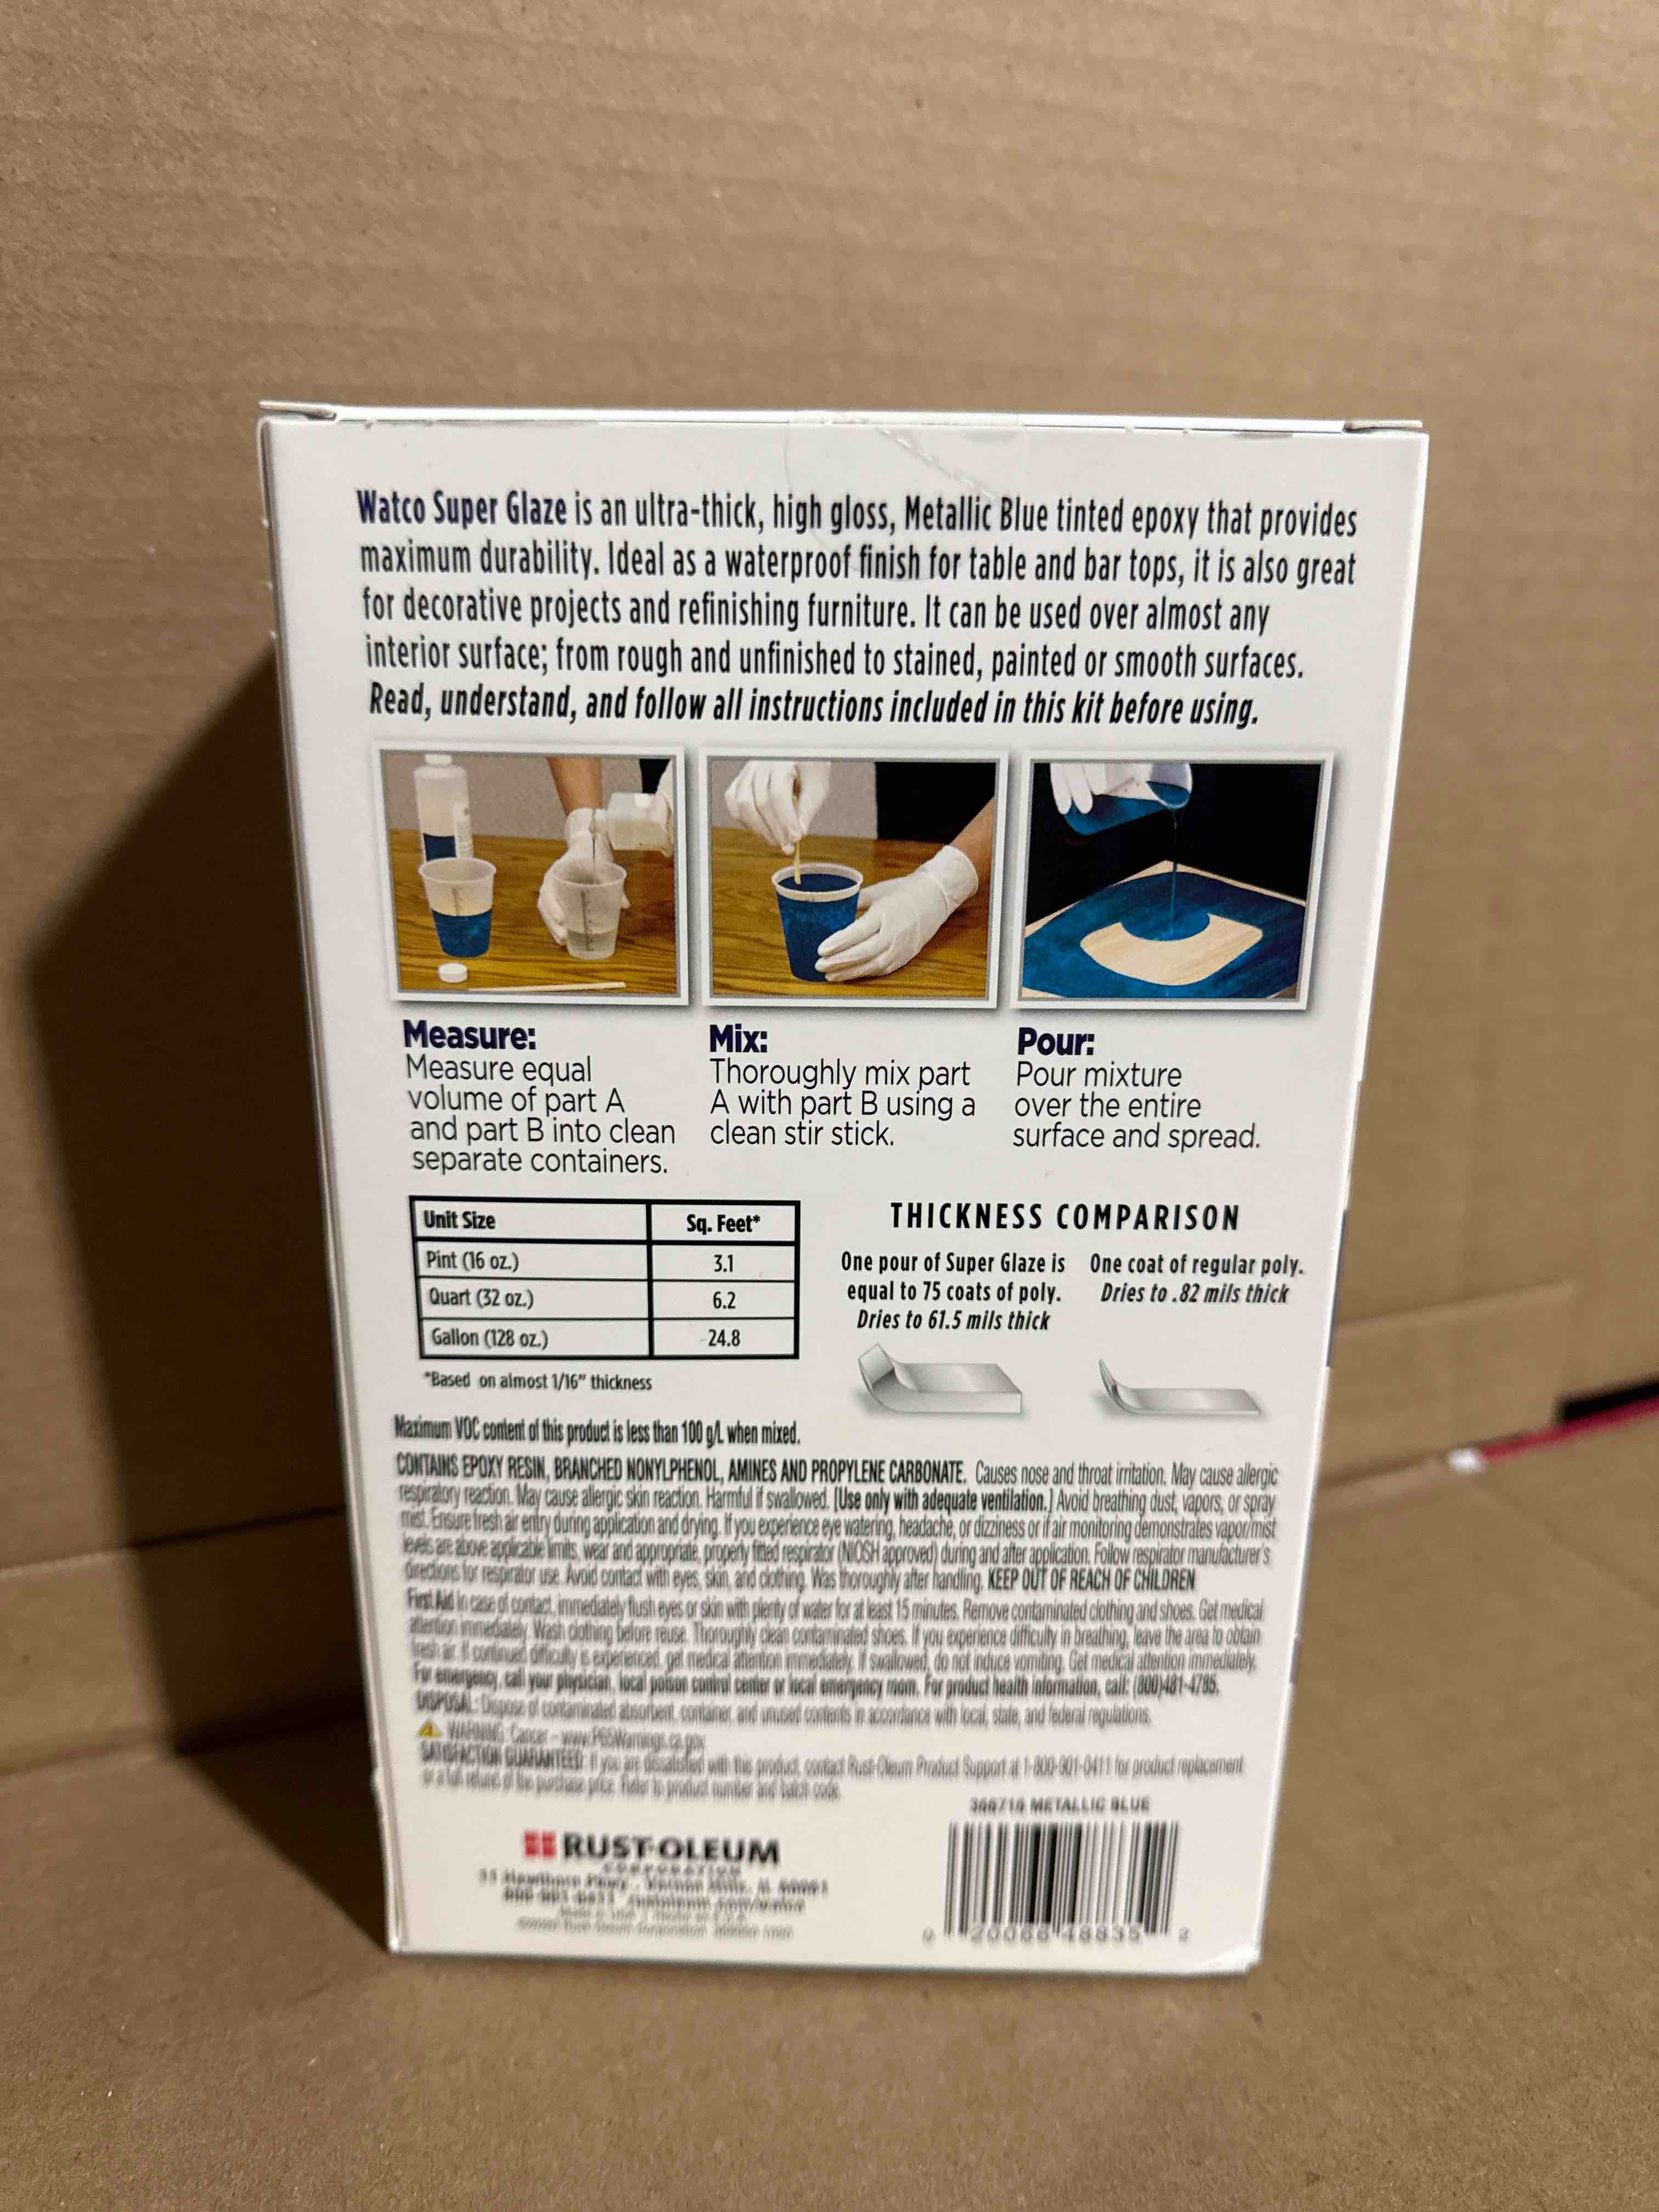 Watco Super Glaze is an ultra-thick, high gloss, Metallic Blue tinted epoxy that provides
maximum durability. Ideal as a waterproof finish for table and bar tops, it is also great
for decorative projects and refinishing furniture. It can be used over almost any
interior surface; from rough and unfinished to stained, painted or smooth surfaces.
Read, understand, and follow all instructions included in this kit before using.
Measure:
Measure equal
volume of part A
and part B into clean
separate containers.
Mix:
Thoroughly mix part
A with part B using a
clean stir stick.
Pour:
Pour mixture
over the entire
surface and spread.
Unit Size Sq. Feet*
Pint (16 oz.) 3.1
Quart (32 oz.) 6.2
Gallon (128 oz.) 24.8
*Based on almost 1/16" thickness
THICKNESS COMPARISON
One pour of Super Glaze is
equal to 75 coats of poly.
Dries to 61.5 mils thick
One coat of regular poly.
Dries to .82 mils thick
Maximum VOC content of this product is less than 100 g/L when mixed.
CONTAINS EPOXY RESIN, BRANCHED NONYLPHENOL, AMINES AND PROPYLENE CARBONATE. Causes nose and throat irritation. May cause allergic
respiratory reaction. May cause allergic skin reaction. Harmful if swallowed. [Use only with adequate ventilation.] Avoid breathing dust, vapors, or spray
mist. Ensure fresh air entry during application and drying. If you experience eye watering, headache, or dizziness or if air monitoring demonstrates vapor/mist
levels are above applicable limits, wear and appropriate, properly fitted respirator (NIOSH approved) during and after application. Follow respirator manufacturer's
directions for respirator use. Avoid contact with eyes, skin, and clothing. Was thoroughly after handling. KEEP OUT OF REACH OF CHILDREN
First Aid in case of contact, immediately flush eyes or skin with plenty of water for at least 15 minutes. Remove contaminated clothing and shoes. Get medical
attention immediately. Wash clothing before reuse. Thoroughly clean contaminated shoes. If you experience difficulty in breathing, leave the area to obtain
fresh air. If continued difficulty is experienced, get medical attention immediately. If swallowed, do not induce vomiting. Get medical attention immediately.
For emergency, call your physician, local poison control center or local emergency room. For product health information, call: (800)481-4785.
DISPOSAL: Dispose of contaminated absorbent, container, and unused contents in accordance with local, state, and federal regulations.
WARNING: Cancer – www.P65Warnings.ca.gov
SATISFACTION GUARANTEED: If you are dissatisfied with this product, contact Rust-Oleum Product Support at 1-800-901-0411 for product replacement
or a full refund of the purchase price. Refer to product number and batch code.
366716 METALLIC BLUE
RUST-OLEUM
CORPORATION
11 Hawthorn Pkwy. Vernon Hills, IL 60061
0 20066 48835 2